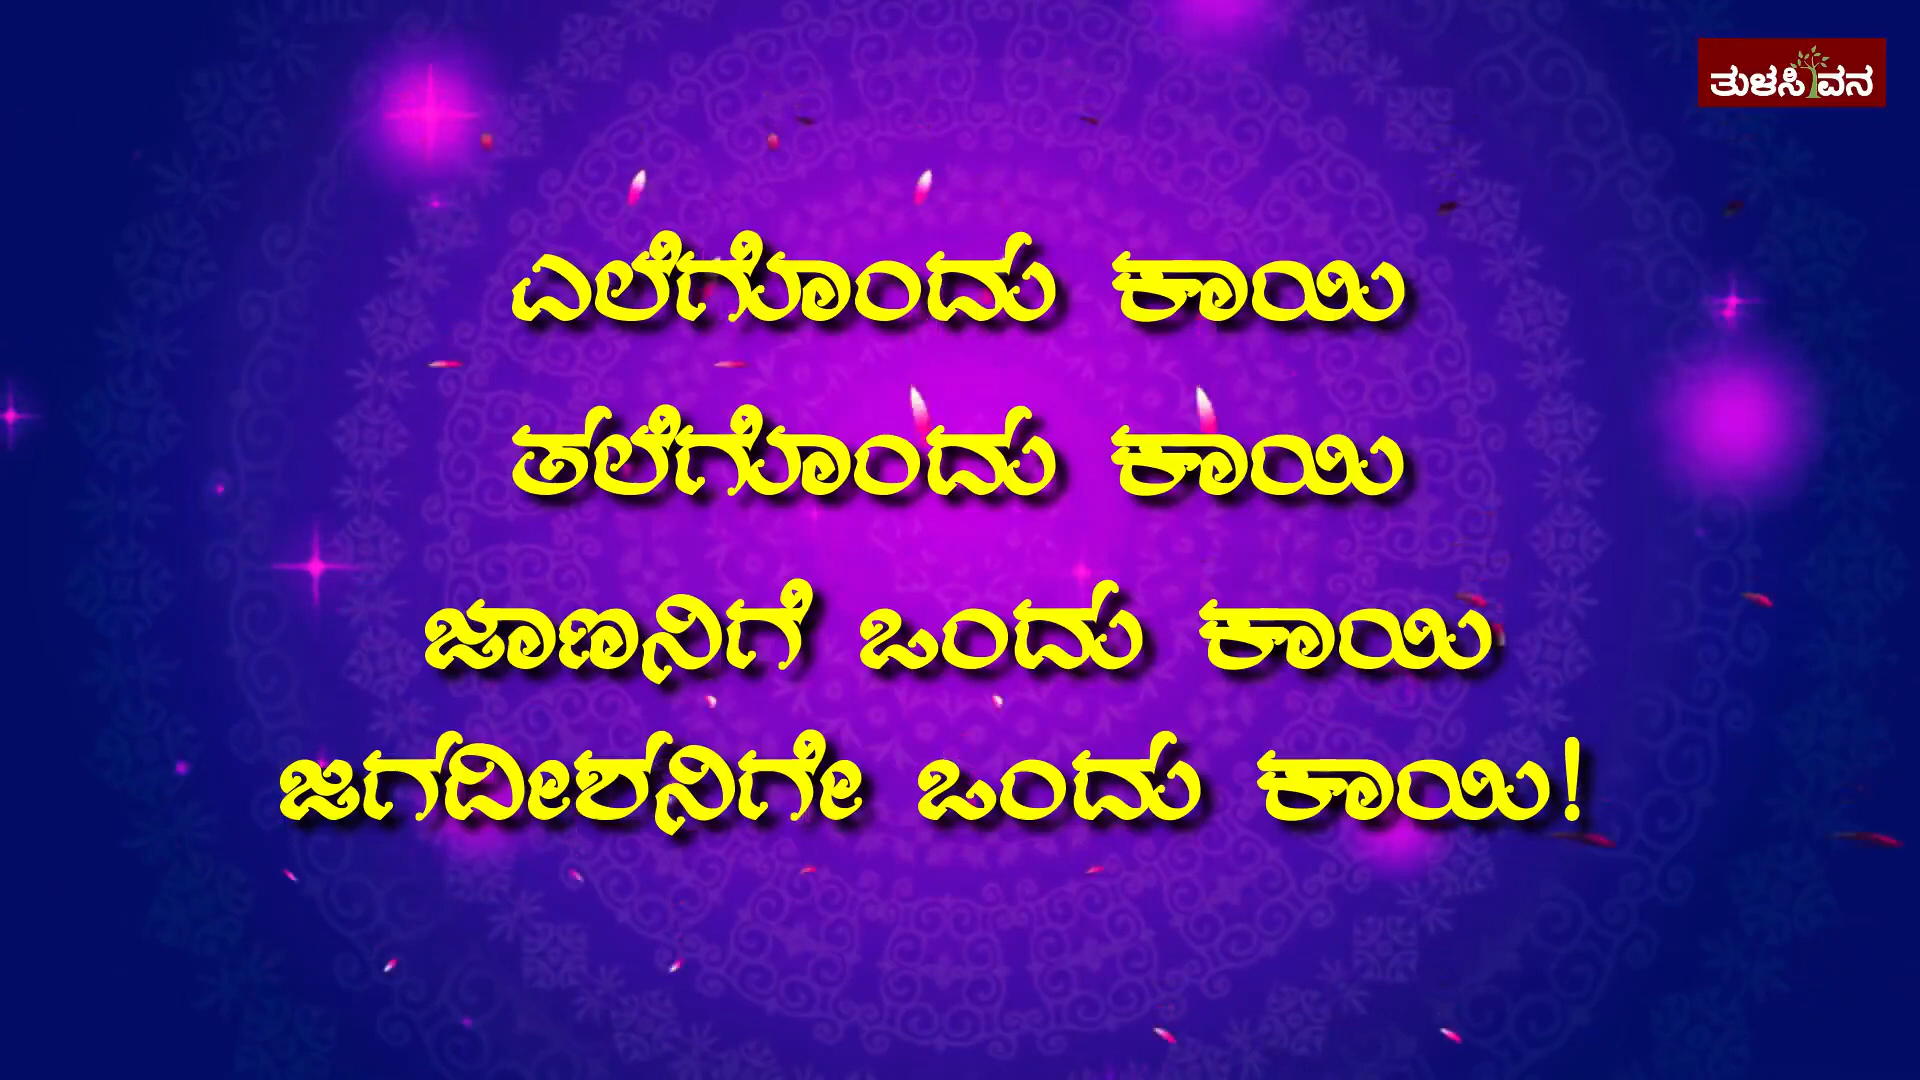 ತುಳಸಿವನ
ಎಲೆಗೊಂದು ಕಾಯಿ
ತಲೆಗೊಂದು ಕಾಯಿ
ಜಾಣನಿಗೆ ಒಂದು ಕಾಯಿ
ಜಗದೀಶನಿಗೇ ಒಂದು ಕಾಯಿ!